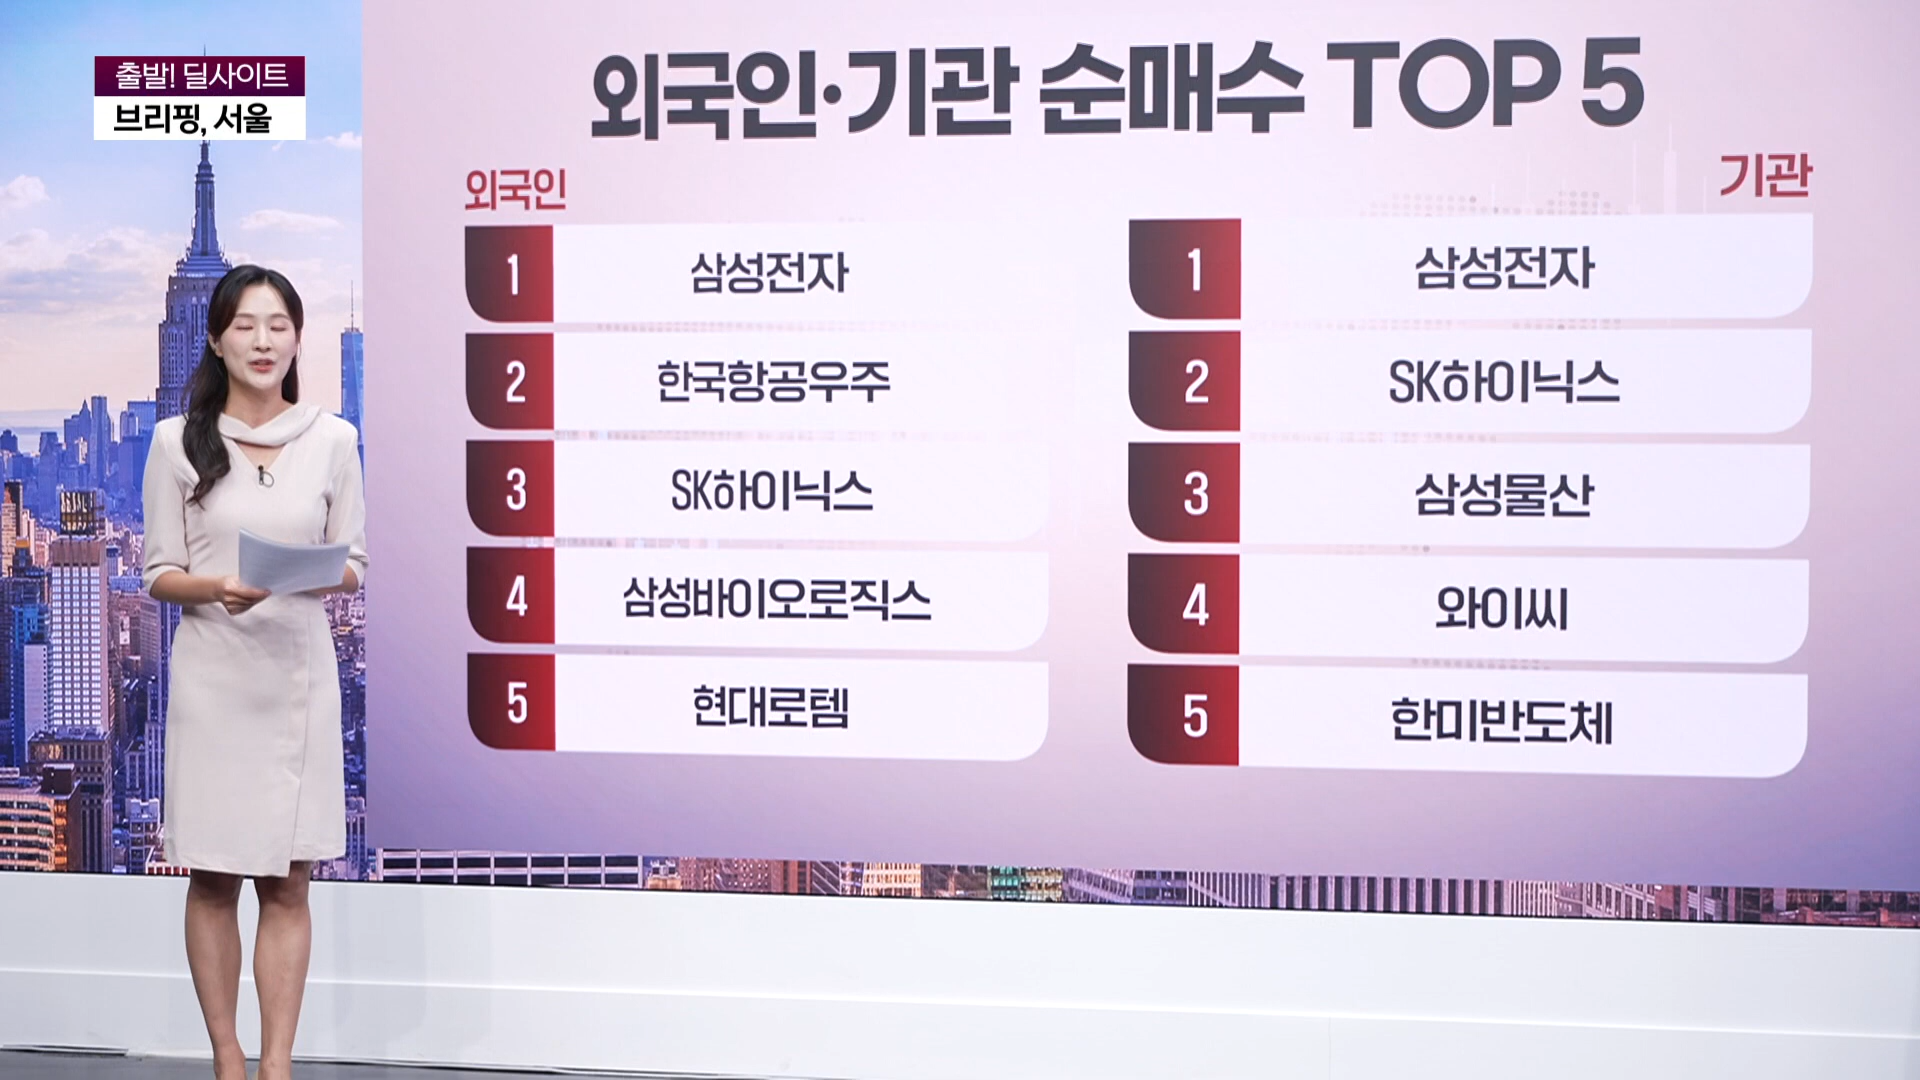 출발! 딜사이트
브리핑, 서울
외국인·기관 순매수 TOP 5
외국인
1 삼성전자
2 한국항공우주
3 SK하이닉스
4 삼성바이오로직스
5 현대로템
기관
1 삼성전자
2 SK하이닉스
3 삼성물산
4 와이씨
5 한미반도체